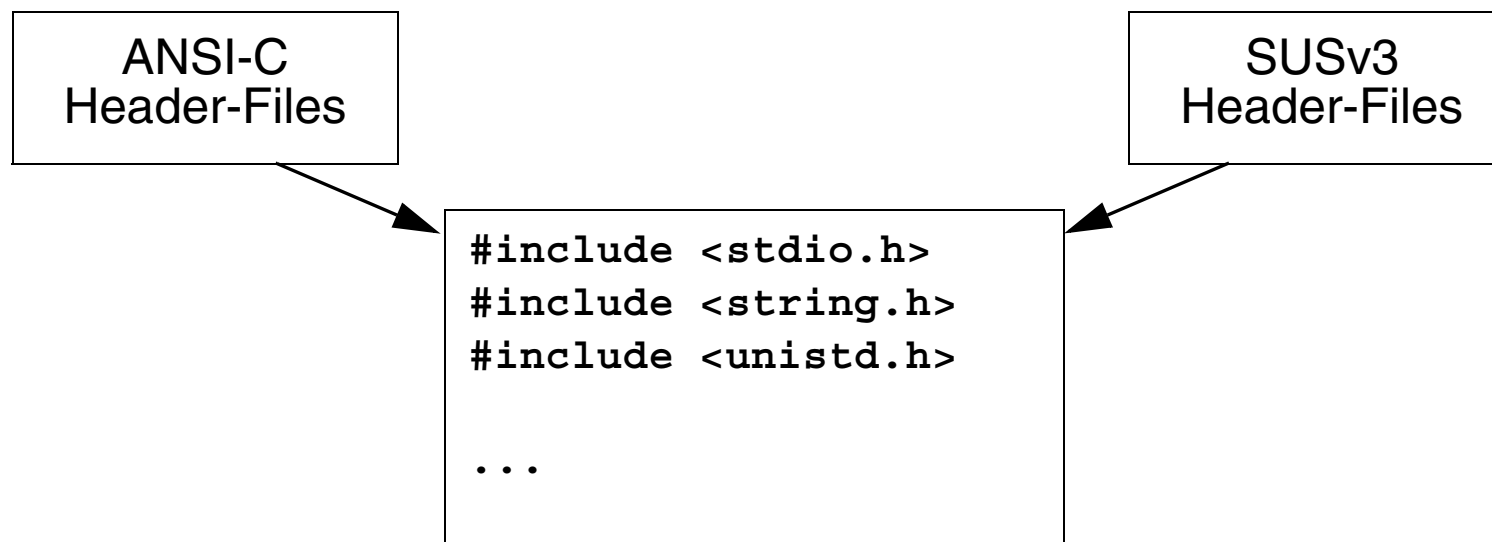 ANSI-C
Header-Files
SUSv3
Header-Files
#include <stdio.h>
#include <string.h>
#include <unistd.h>
...